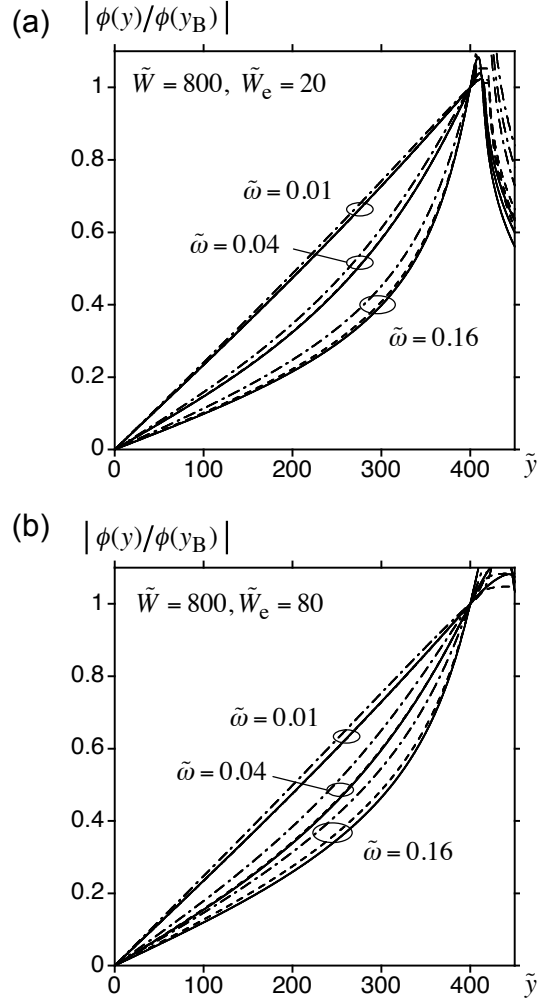 (a)
|ϕ(y)/ϕ(y_B)|
W̃ = 800, W̃_e = 20
1
0.8
ω̃ = 0.01
0.6
ω̃ = 0.04
0.4
ω̃ = 0.16
0.2
0
0 100 200 300 400 ỹ
(b)
|ϕ(y)/ϕ(y_B)|
W̃ = 800, W̃_e = 80
1
0.8
ω̃ = 0.01
0.6
ω̃ = 0.04
0.4
ω̃ = 0.16
0.2
0
0 100 200 300 400 ỹ